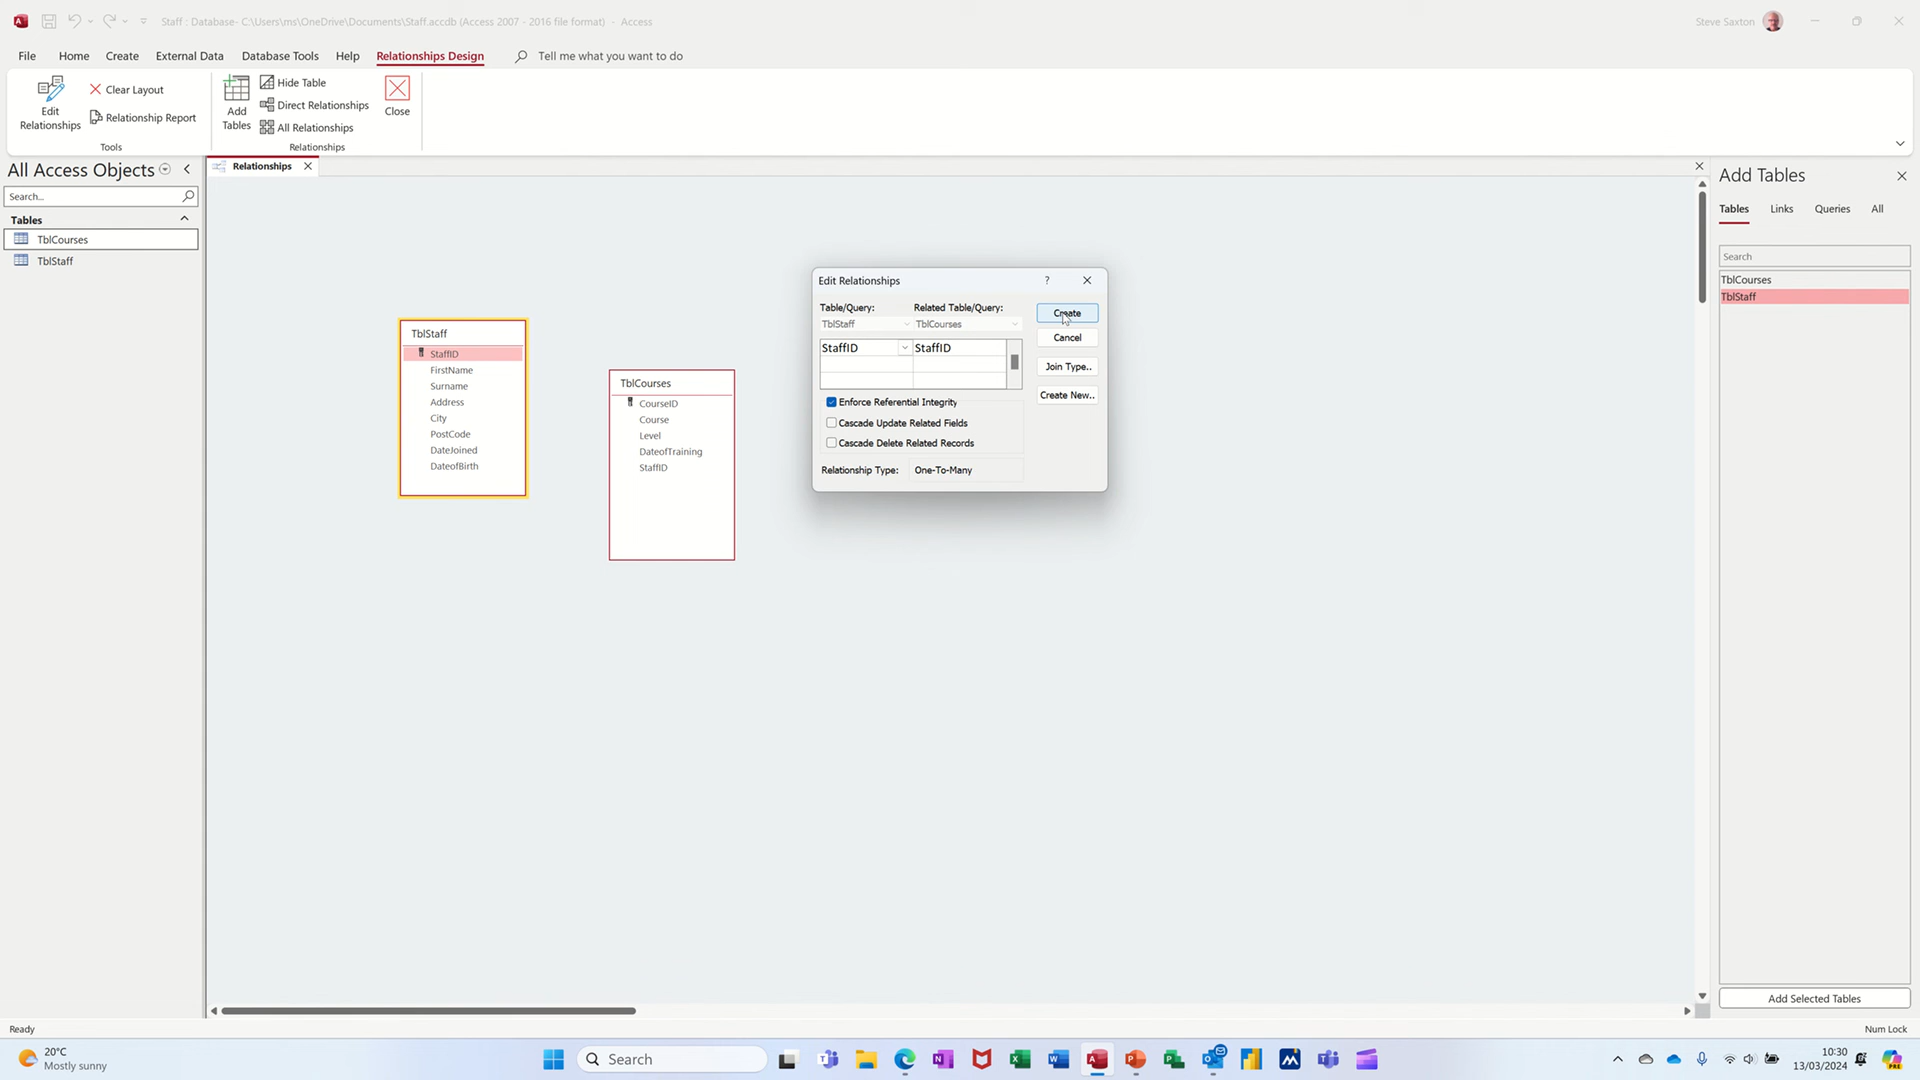 Staff : Database- C:\Users\ms\OneDrive\Documents\Staff.accdb (Access 2007 - 2016 file format) - Access
Steve Saxton
File Home Create External Data Database Tools Help Relationships Design Tell me what you want to do
Edit Relationships
Clear Layout
Relationship Report
Tools
Add Tables
Hide Table
Direct Relationships
All Relationships
Close
Relationships
All Access Objects
Search...
Tables
TblCourses
TblStaff
Relationships
TblStaff
StaffID
FirstName
Surname
Address
City
PostCode
DateJoined
DateofBirth
TblCourses
CourseID
Course
Level
DateofTraining
StaffID
Edit Relationships ?
Table/Query: Related Table/Query:
TblStaff TblCourses
StaffID StaffID
Enforce Referential Integrity
Cascade Update Related Fields
Cascade Delete Related Records
Relationship Type: One-To-Many
Create
Cancel
Join Type..
Create New..
Add Tables
Tables Links Queries All
Search
TblCourses
TblStaff
Add Selected Tables
Ready
Num Lock
20°C
Mostly sunny
Search
10:30
13/03/2024
PRE